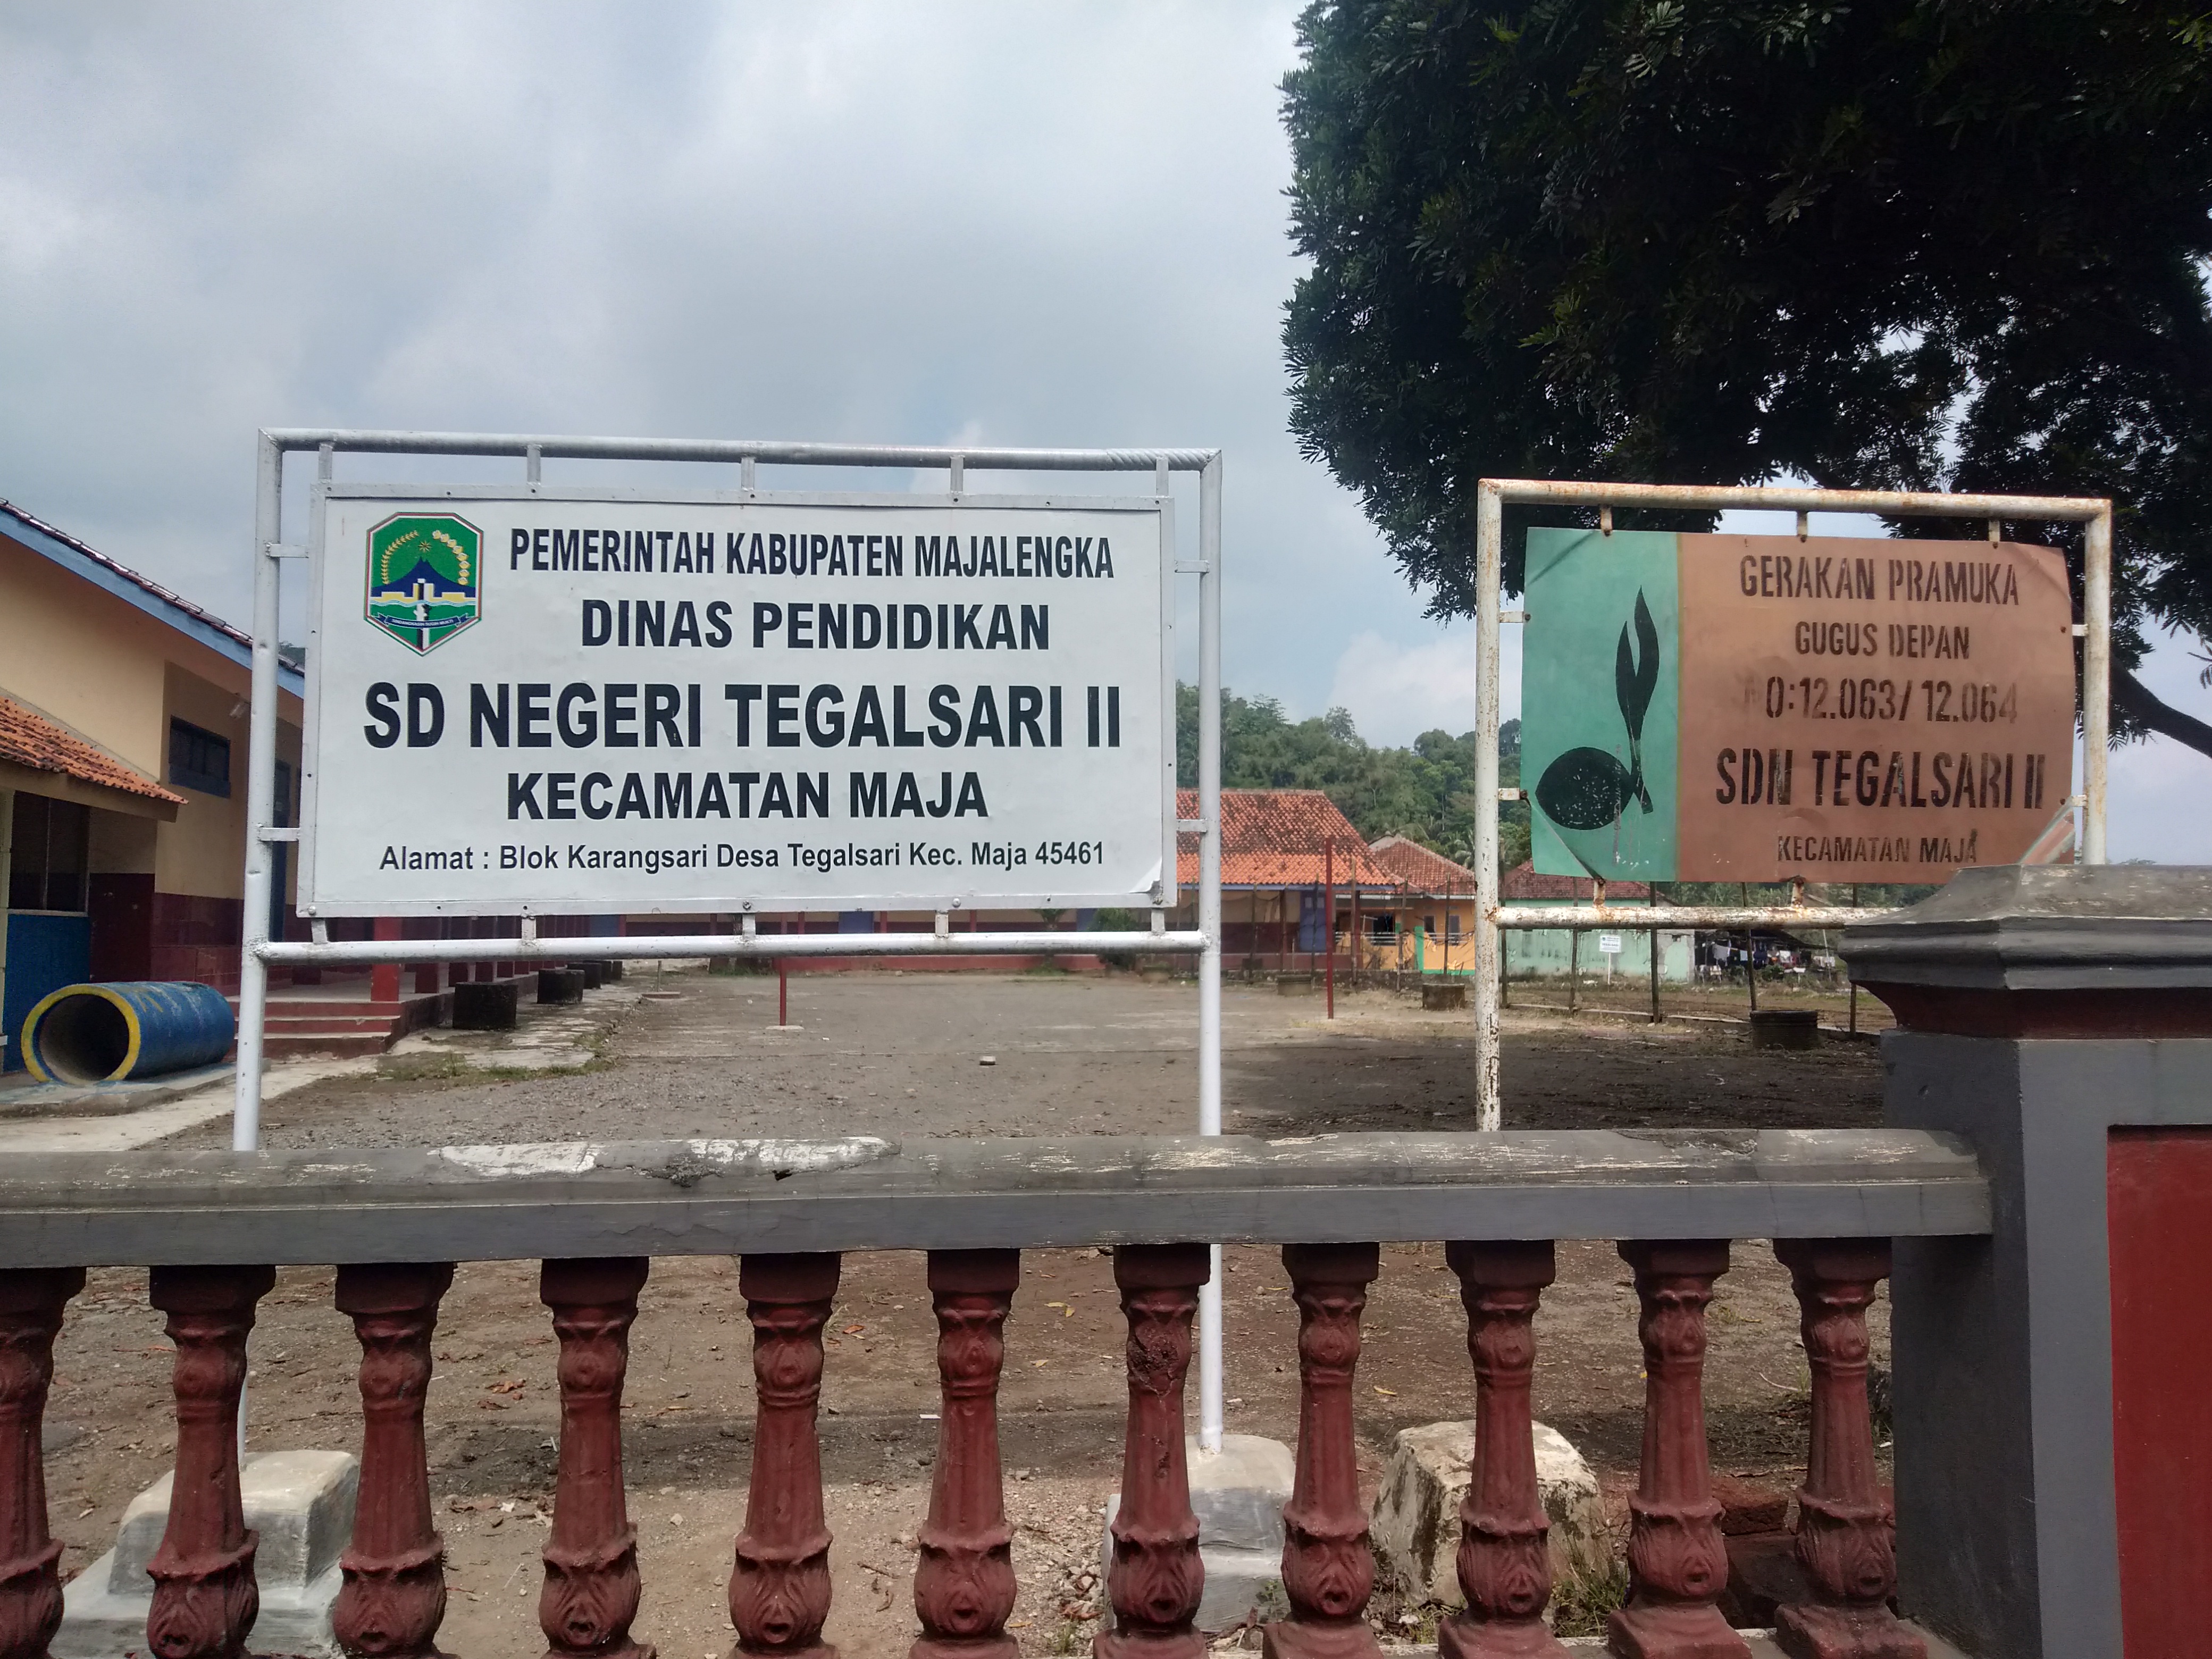 PEMERINTAH KABUPATEN MAJALENGKA
DINAS PENDIDIKAN
SD NEGERI TEGALSARI II
KECAMATAN MAJA
Alamat : Blok Karangsari Desa Tegalsari Kec. Maja 45461
GERAKAN PRAMUKA
GUGUS DEPAN
NO:12.063/12.064
SDN TEGALSARI II
KECAMATAN MAJA